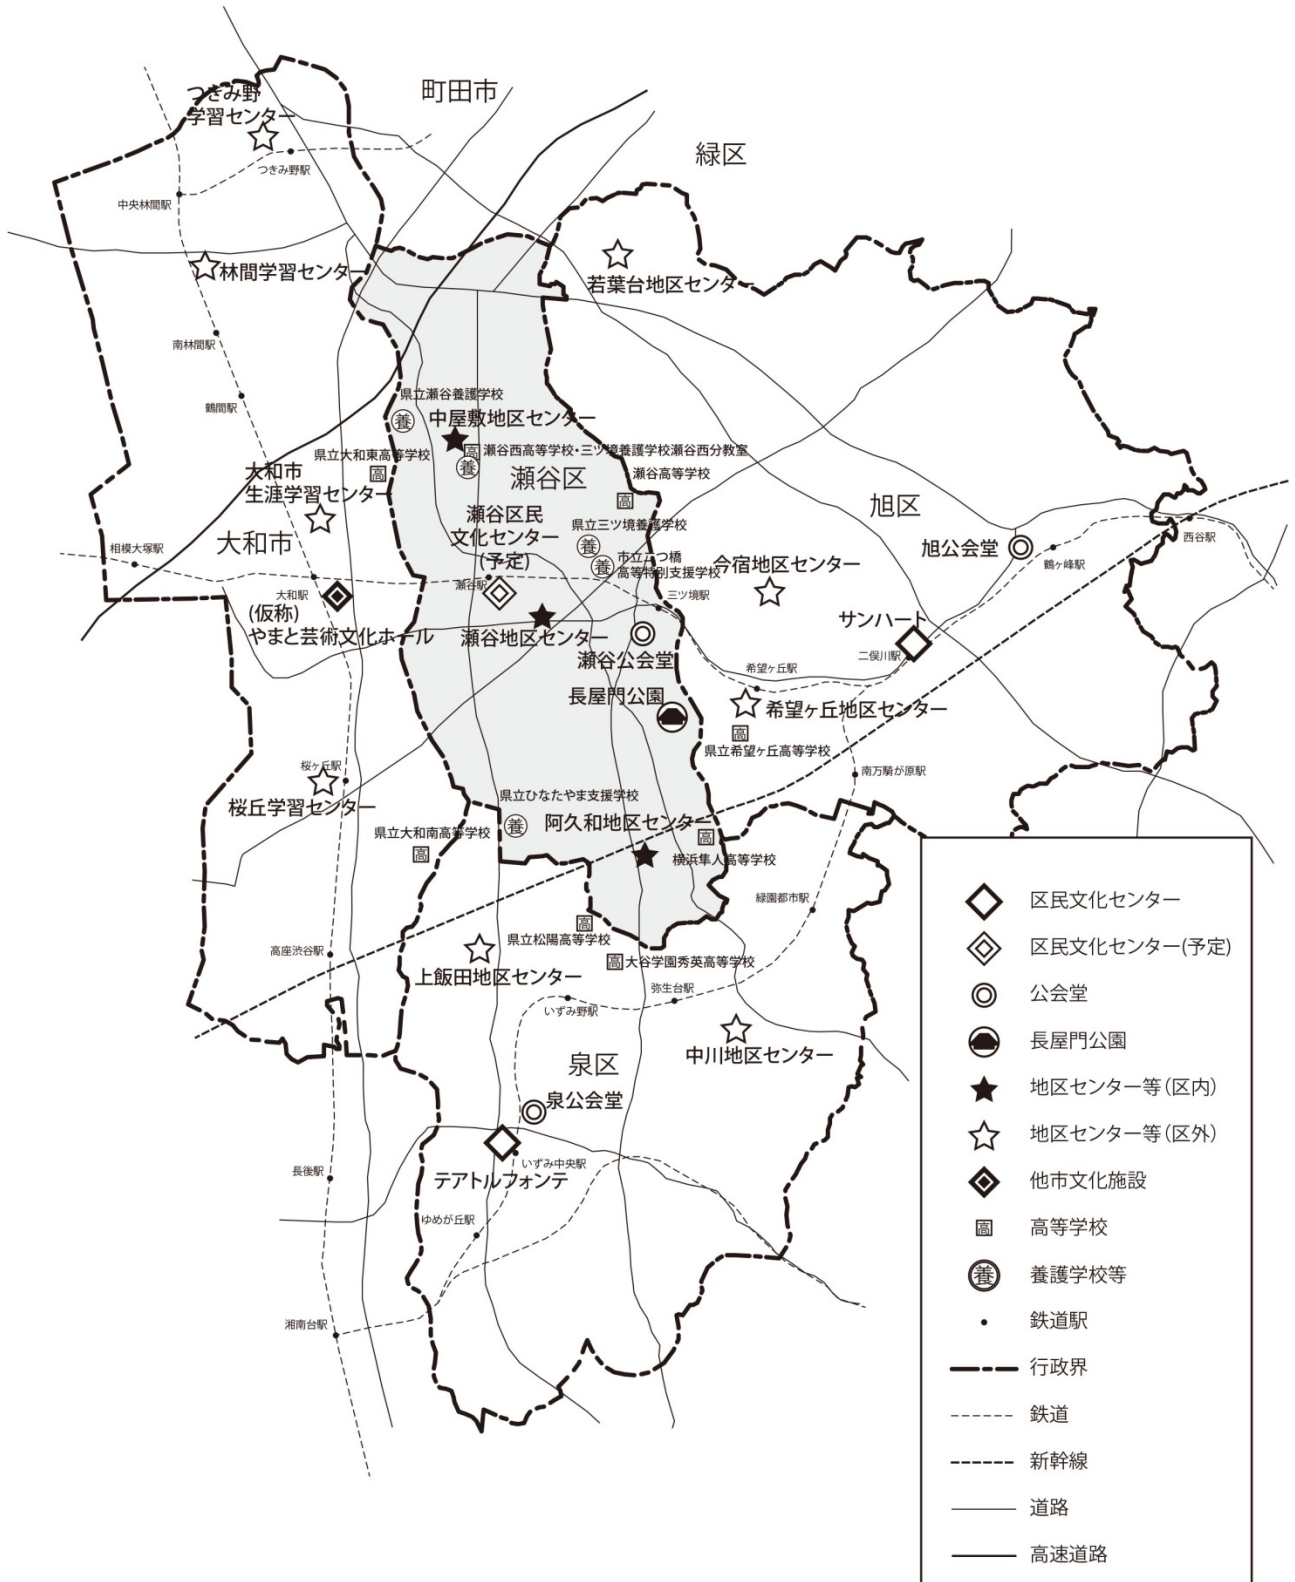 町田市
つきみ野
学習センター
緑区
つきみ野駅
中央林間駅
林間学習センター
若葉台地区センター
南林間駅
鶴間駅
県立瀬谷養護学校
養
中屋敷地区センター
高
瀬谷西高等学校・三ツ境養護学校瀬谷西分教室
養
県立大和東高等学校
高
瀬谷区
瀬谷高等学校
高
大和市
生涯学習センター
旭区
瀬谷区民
文化センター
(予定)
県立三ツ境養護学校
養
市立二つ橋
高等特別支援学校
養
大和市
相模大塚駅
旭公会堂
鶴ヶ峰駅
西谷駅
今宿地区センター
大和駅
瀬谷駅
三ツ境駅
(仮称)
やまと芸術文化ホール
瀬谷地区センター
サンハート
二俣川駅
瀬谷公会堂
希望ヶ丘駅
長屋門公園
希望ヶ丘地区センター
高
県立希望ヶ丘高等学校
桜ヶ丘駅
桜丘学習センター
南万騎が原駅
県立ひなたやま支援学校
養
阿久和地区センター
県立大和南高等学校
高
高
横浜隼人高等学校
緑園都市駅
高
県立松陽高等学校
高座渋谷駅
上飯田地区センター
高
大谷学園秀英高等学校
弥生台駅
いずみ野駅
中川地区センター
泉区
泉公会堂
いずみ中央駅
テアトルフォンテ
長後駅
ゆめが丘駅
湘南台駅
区民文化センター
区民文化センター(予定)
公会堂
長屋門公園
地区センター等(区内)
地区センター等(区外)
他市文化施設
高 高等学校
養 養護学校等
鉄道駅
行政界
鉄道
新幹線
道路
高速道路